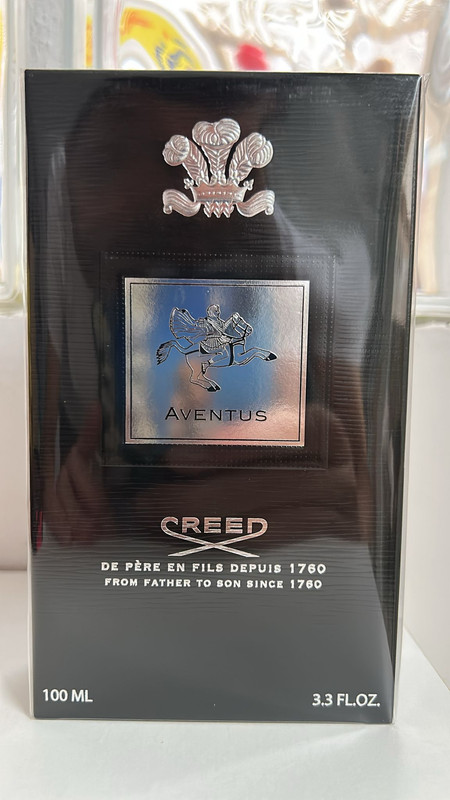 AVENTUS
CREED
DE PÈRE EN FILS DEPUIS 1760
FROM FATHER TO SON SINCE 1760
100 ML
3.3 FL.OZ.